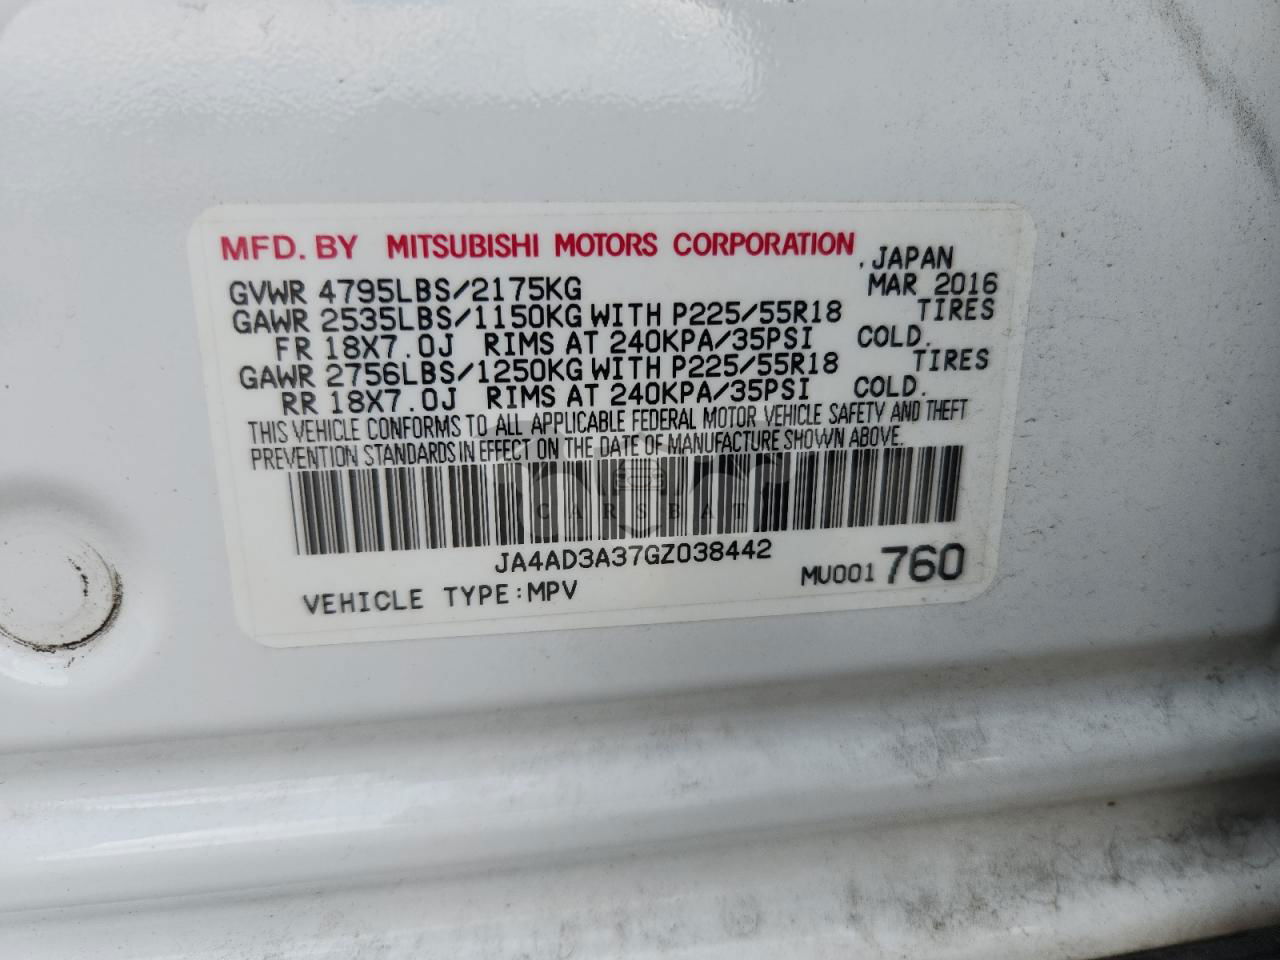 MFD. BY MITSUBISHI MOTORS CORPORATION
, JAPAN
GVWR 4795LBS/2175KG MAR 2016
GAWR 2535LBS/1150KG WITH P225/55R18 TIRES
FR 18X7.0J RIMS AT 240KPA/35PSI COLD.
GAWR 2756LBS/1250KG WITH P225/55R18 TIRES
RR 18X7.0J RIMS AT 240KPA/35PSI COLD.
THIS VEHICLE CONFORMS TO ALL APPLICABLE FEDERAL MOTOR VEHICLE SAFETY AND THEFT
PREVENTION STANDARDS IN EFFECT ON THE DATE OF MANUFACTURE SHOWN ABOVE.
CARSBAT
JA4AD3A37GZ038442
VEHICLE TYPE:MPV MU001 760